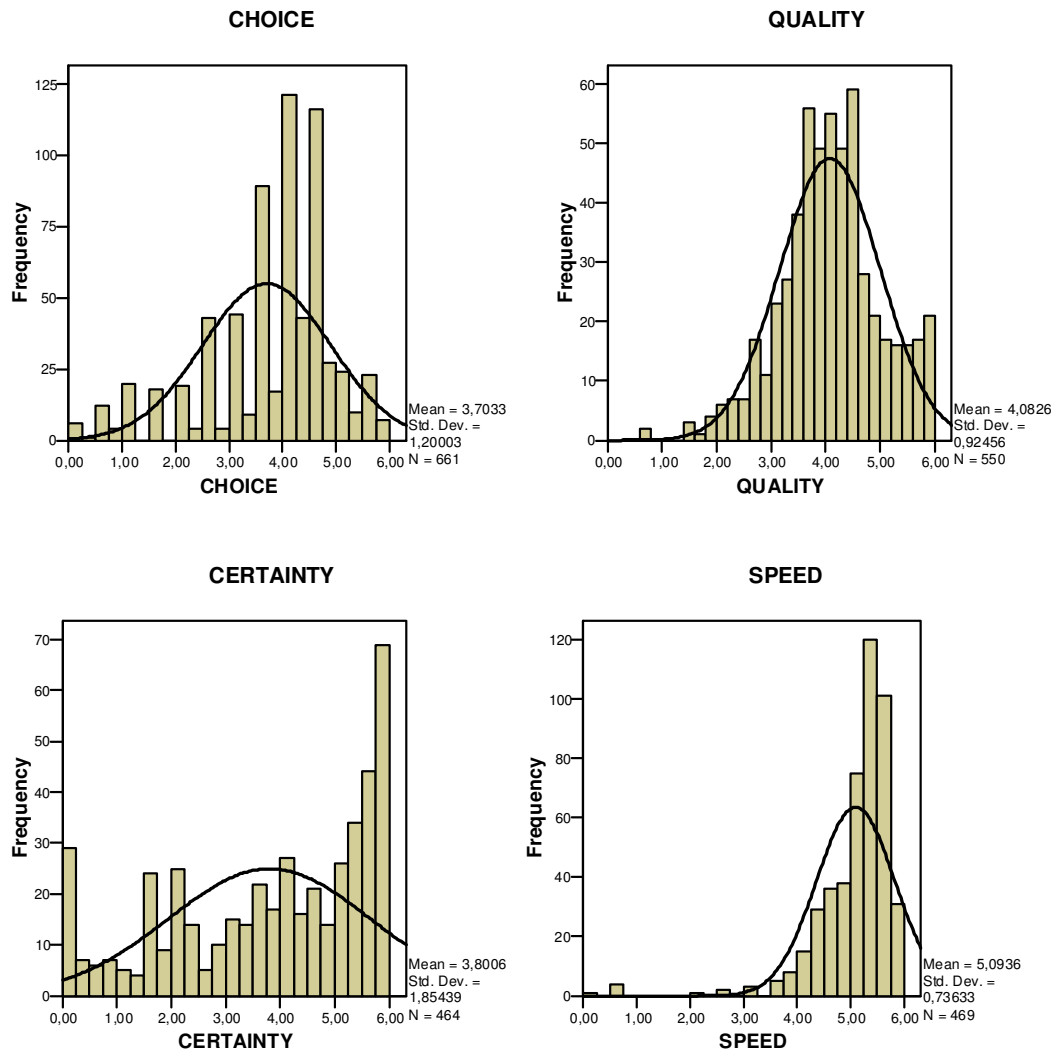 CHOICE
125
100
75
50
25
0
Frequency
0,00 1,00 2,00 3,00 4,00 5,00 6,00
CHOICE
Mean = 3,7033
Std. Dev. =
1,20003
N = 661
QUALITY
60
50
40
30
20
10
0
Frequency
0,00 1,00 2,00 3,00 4,00 5,00 6,00
QUALITY
Mean = 4,0826
Std. Dev. =
0,92456
N = 550
CERTAINTY
70
60
50
40
30
20
10
0
Frequency
0,00 1,00 2,00 3,00 4,00 5,00 6,00
CERTAINTY
Mean = 3,8006
Std. Dev. =
1,85439
N = 464
SPEED
120
100
80
60
40
20
0
Frequency
0,00 1,00 2,00 3,00 4,00 5,00 6,00
SPEED
Mean = 5,0936
Std. Dev. =
0,73633
N = 469